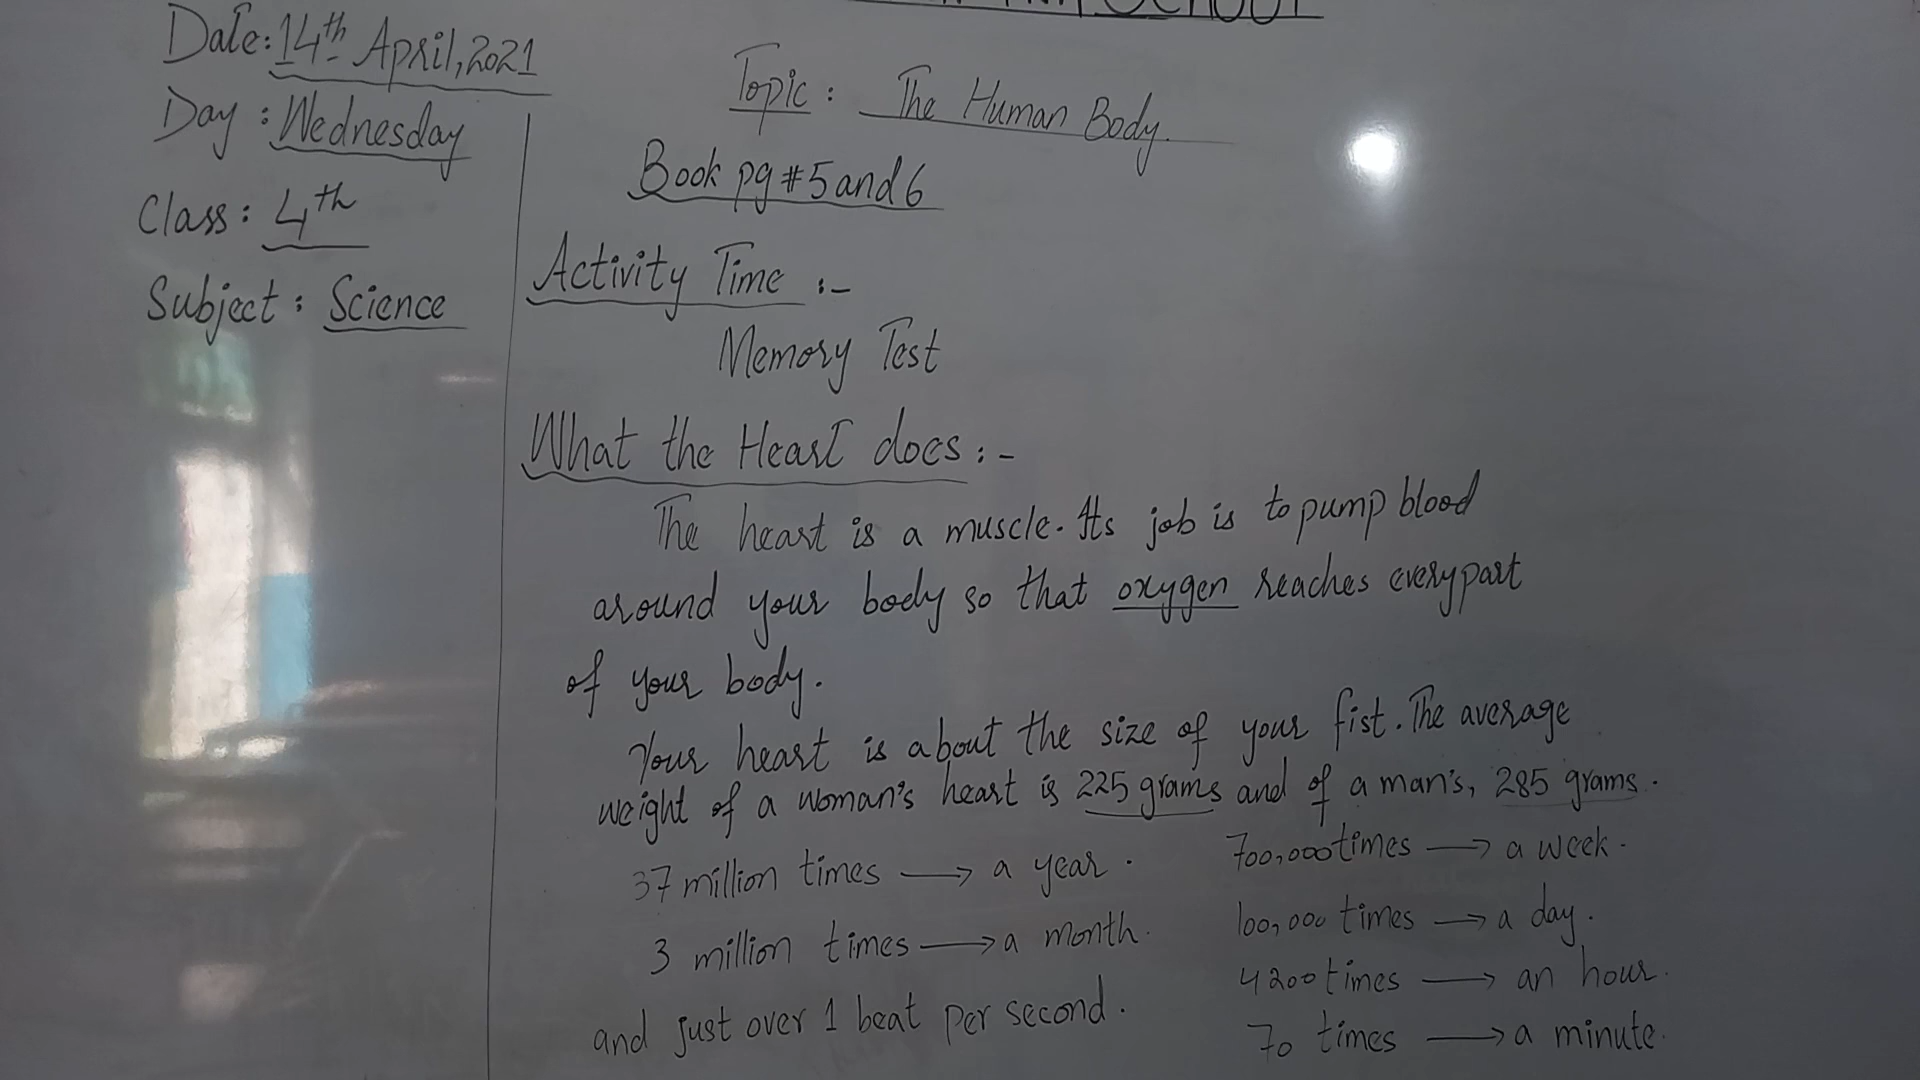 SCHOOL
Date: 14th April, 2021
Day : Wednesday
Class : 4th
Subject : Science
Topic : The Human Body.
Book pg # 5 and 6
Activity Time :-
Memory Test
What the Heart does :-
The heart is a muscle. Its job is to pump blood
around your body so that oxygen reaches every part
of your body.
Your heart is about the size of your fist. The average
weight of a woman's heart is 225 grams and of a man's, 285 grams.
37 million times → a year.
3 million times → a month.
and just over 1 beat per second.
700,000 times → a week.
100,000 times → a day.
4200 times → an hour.
70 times → a minute.